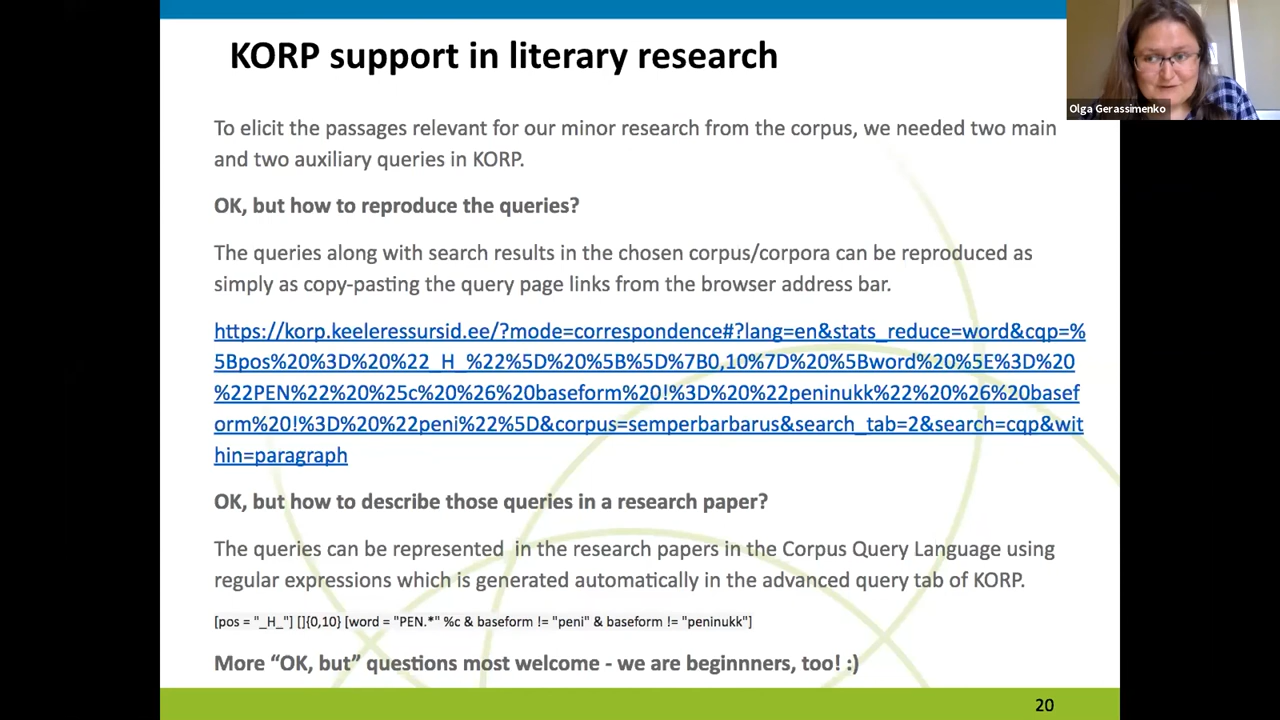 KORP support in literary research
Olga Gerassimenko
To elicit the passages relevant for our minor research from the corpus, we needed two main
and two auxiliary queries in KORP.
OK, but how to reproduce the queries?
The queries along with search results in the chosen corpus/corpora can be reproduced as
simply as copy-pasting the query page links from the browser address bar.
https://korp.keeleressursid.ee/?mode=correspondence#?lang=en&stats_reduce=word&cqp=%
5Bpos%20%3D%20%22_H_%22%5D%20%5B%5D%7B0,10%7D%20%5Bword%20%5E%3D%20
%22PEN%22%20%25c%20%26%20baseform%20!%3D%20%22peninukk%22%20%26%20basef
orm%20!%3D%20%22peni%22%5D&corpus=semperbarbarus&search_tab=2&search=cqp&wit
hin=paragraph
OK, but how to describe those queries in a research paper?
The queries can be represented in the research papers in the Corpus Query Language using
regular expressions which is generated automatically in the advanced query tab of KORP.
[pos = "_H_"] []{0,10} [word = "PEN.*" %c & baseform != "peni" & baseform != "peninukk"]
More “OK, but” questions most welcome - we are beginnners, too! :)
20